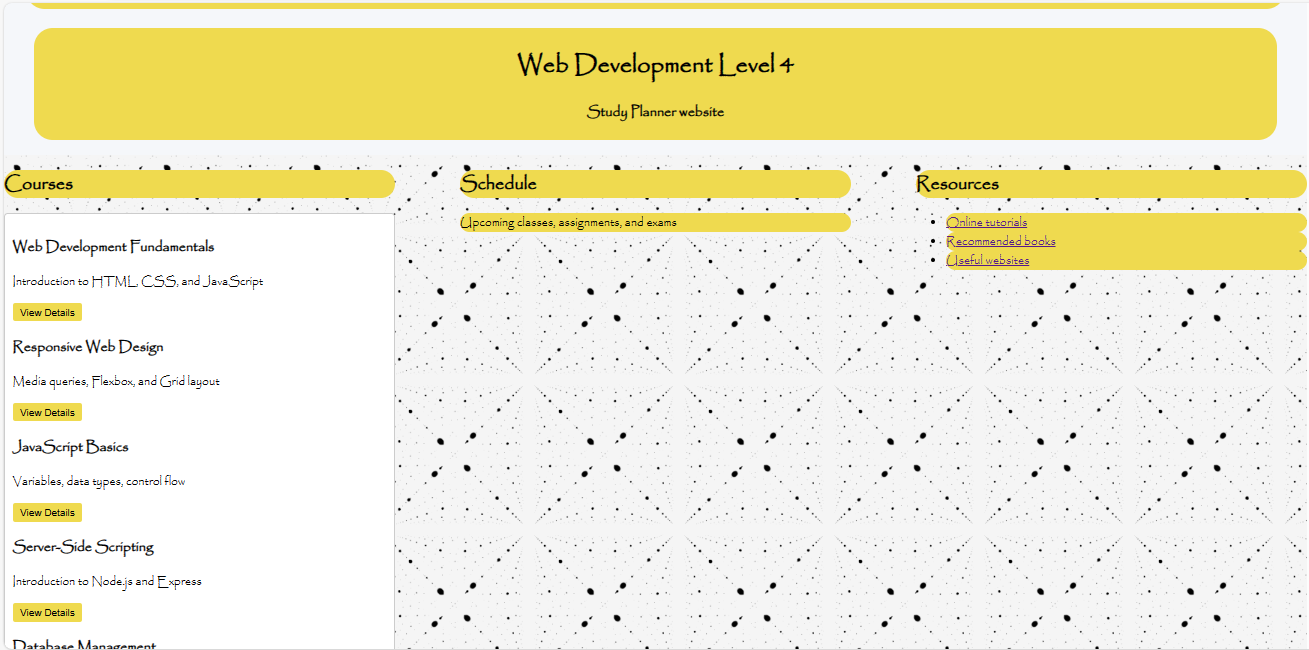 Web Development Level 4
Study Planner website
Courses
Web Development Fundamentals
Introduction to HTML, CSS, and JavaScript
View Details
Responsive Web Design
Media queries, Flexbox, and Grid layout
View Details
JavaScript Basics
Variables, data types, control flow
View Details
Server-Side Scripting
Introduction to Node.js and Express
View Details
Database Management
Schedule
Upcoming classes, assignments, and exams
Resources
Online tutorials
Recommended books
Useful websites